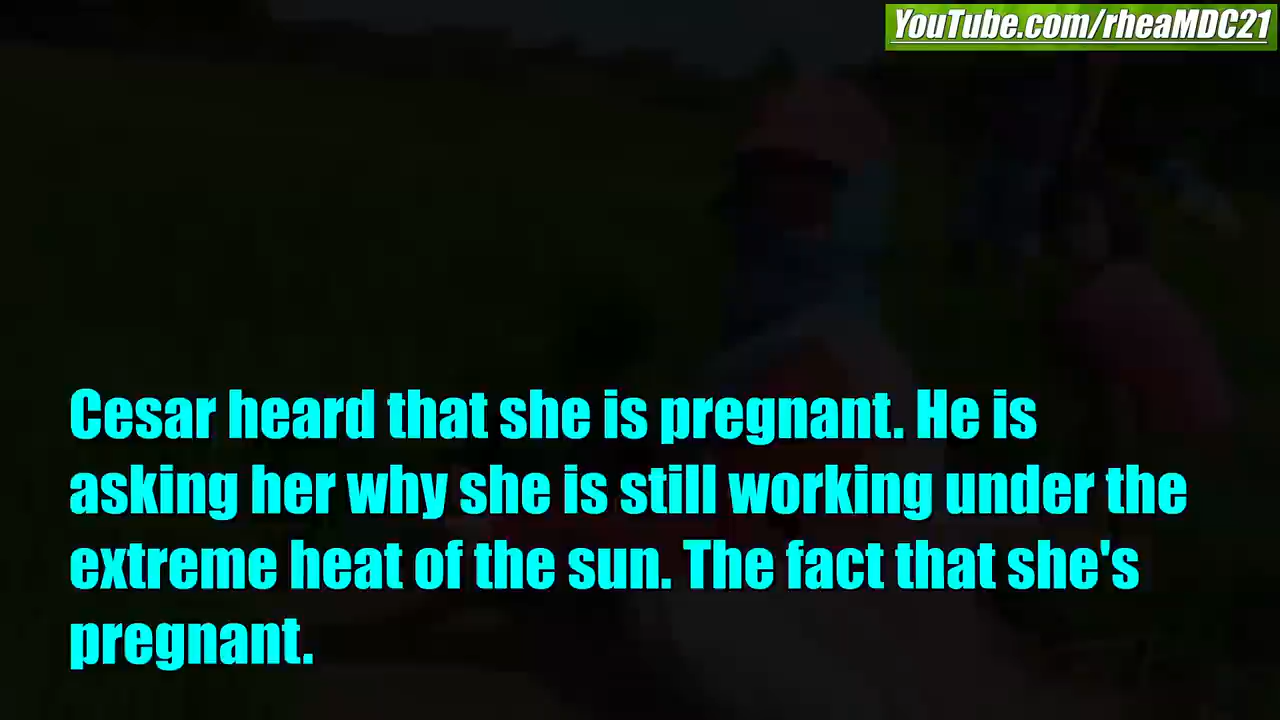 YouTube.com/rheaMDC21
Cesar heard that she is pregnant. He is
asking her why she is still working under the
extreme heat of the sun. The fact that she's
pregnant.